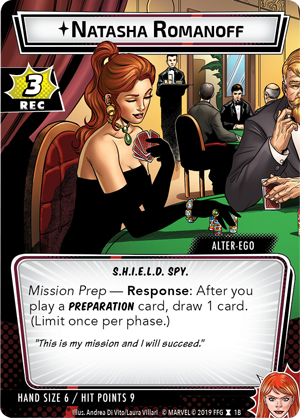 NATASHA ROMANOFF
3
REC
ALTER-EGO
S.H.I.E.L.D. SPY.
Mission Prep — Response: After you
play a PREPARATION card, draw 1 card.
(Limit once per phase.)
"This is my mission and I will succeed."
HAND SIZE 6 / HIT POINTS 9
Illus. Andrea Di Vito/Laura Villari © MARVEL © 2019 FFG 1B